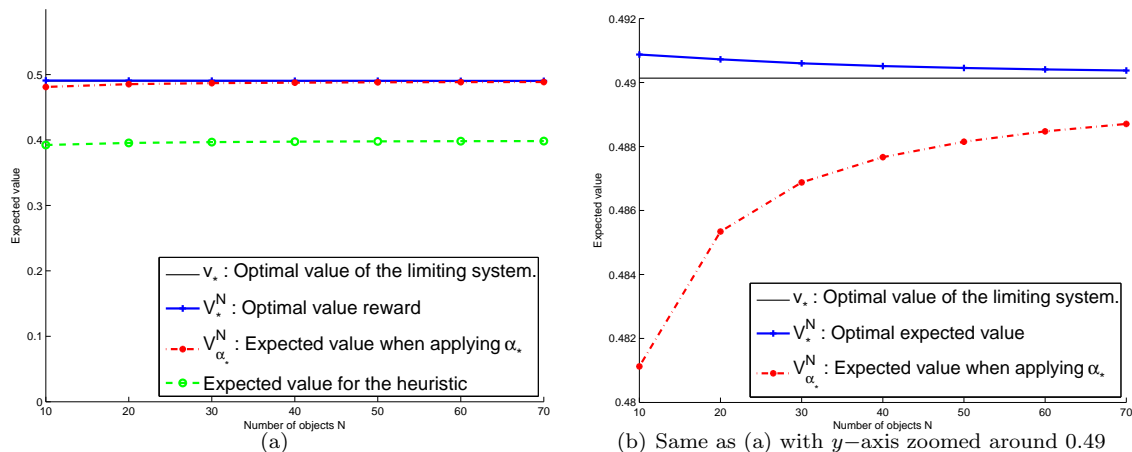 0.5
0.4
0.3
0.2
0.1
0
Expected value
10 20 30 40 50 60 70
Number of objects N
v* : Optimal value of the limiting system.
V*^N : Optimal value reward
V_α*^N : Expected value when applying α*
Expected value for the heuristic
(a)
0.492
0.49
0.488
0.486
0.484
0.482
0.48
Expected value
10 20 30 40 50 60 70
Number of objects N
v* : Optimal value of the limiting system.
V*^N : Optimal expected value
V_α*^N : Expected value when applying α*
(b) Same as (a) with y−axis zoomed around 0.49